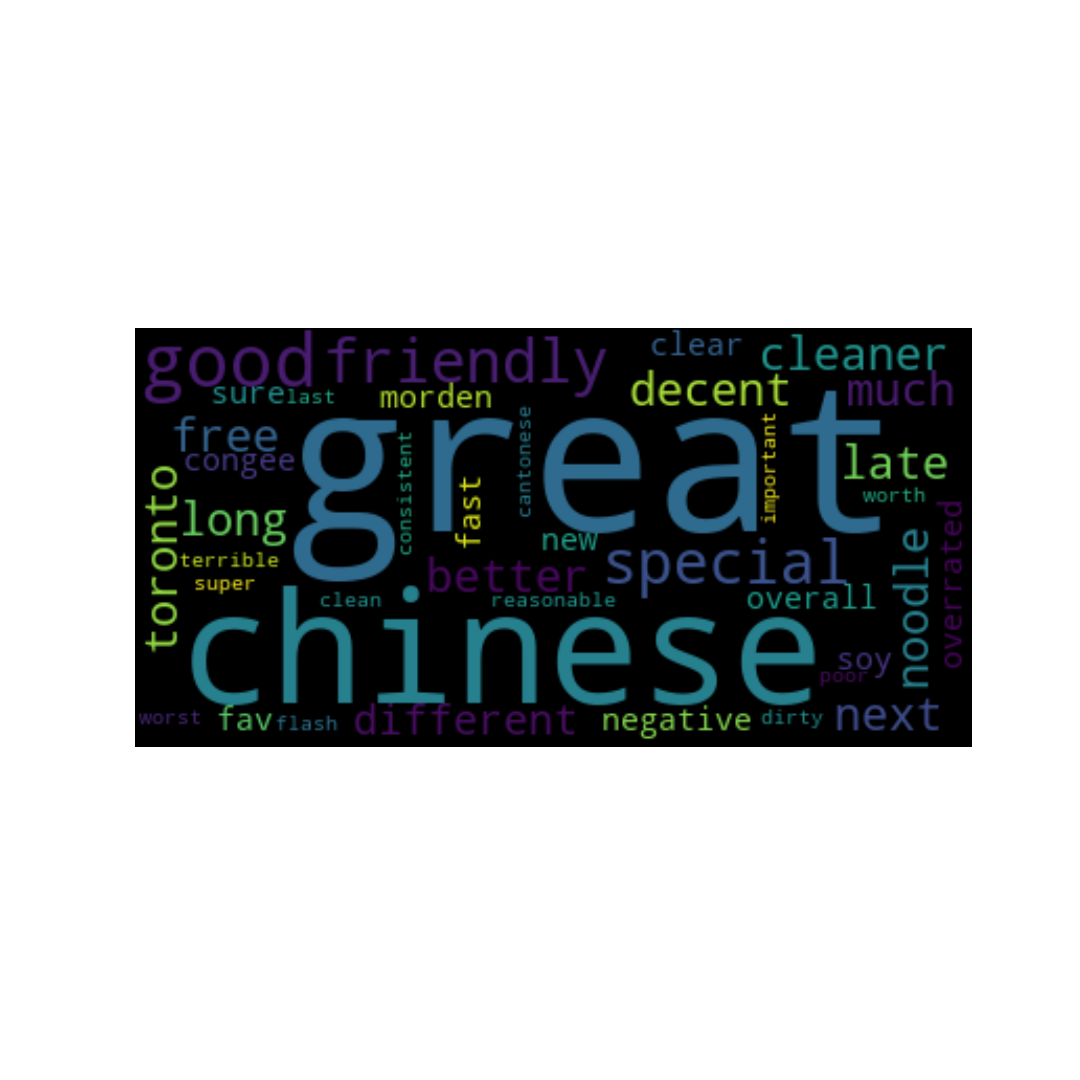 good
friendly
clear
cleaner
sure
last
morden
decent
much
free
congee
great
consistent
cantonese
important
late
worth
toronto
long
fast
new
terrible
super
better
special
noodle
overrated
clean
reasonable
overall
chinese
soy
poor
worst
fav
flash
different
negative
dirty
next